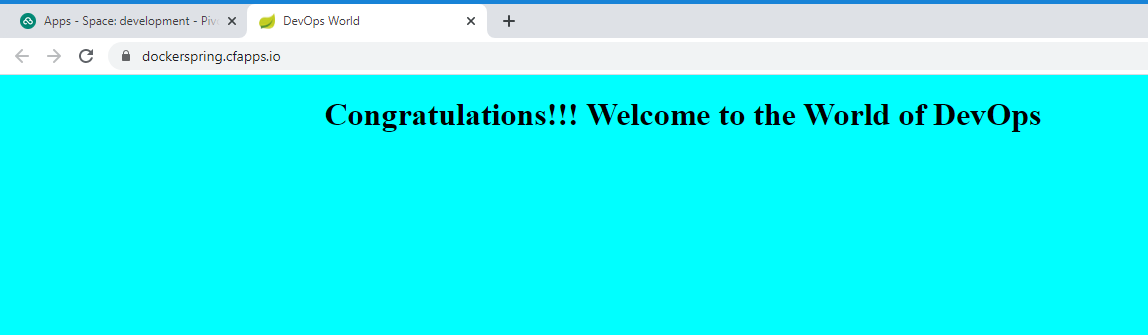 Apps - Space: development - Piv
DevOps World
dockerspring.cfapps.io
Congratulations!!! Welcome to the World of DevOps